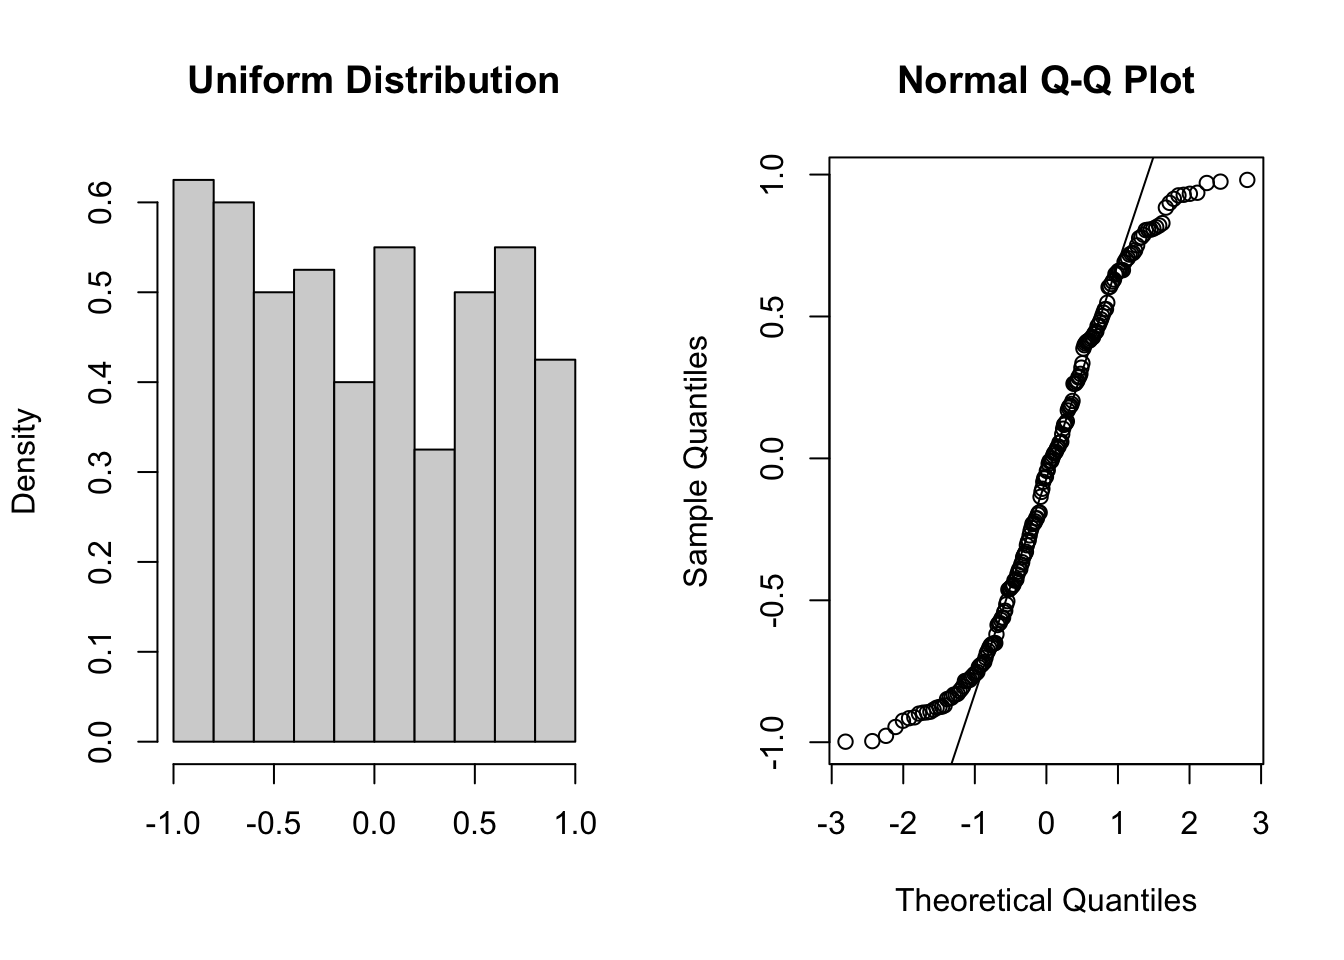 Uniform Distribution
Density
0.6
0.5
0.4
0.3
0.2
0.1
0.0
-1.0 -0.5 0.0 0.5 1.0
Normal Q-Q Plot
Sample Quantiles
1.0
0.5
0.0
-0.5
-1.0
-3 -2 -1 0 1 2 3
Theoretical Quantiles